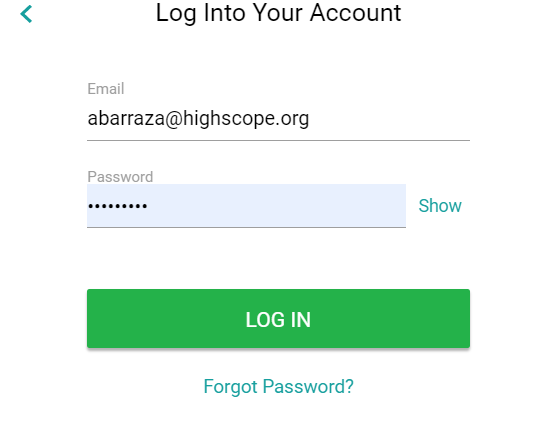 Log Into Your Account
Email
abarraza@highscope.org
Password
•••••••••
Show
LOG IN
Forgot Password?